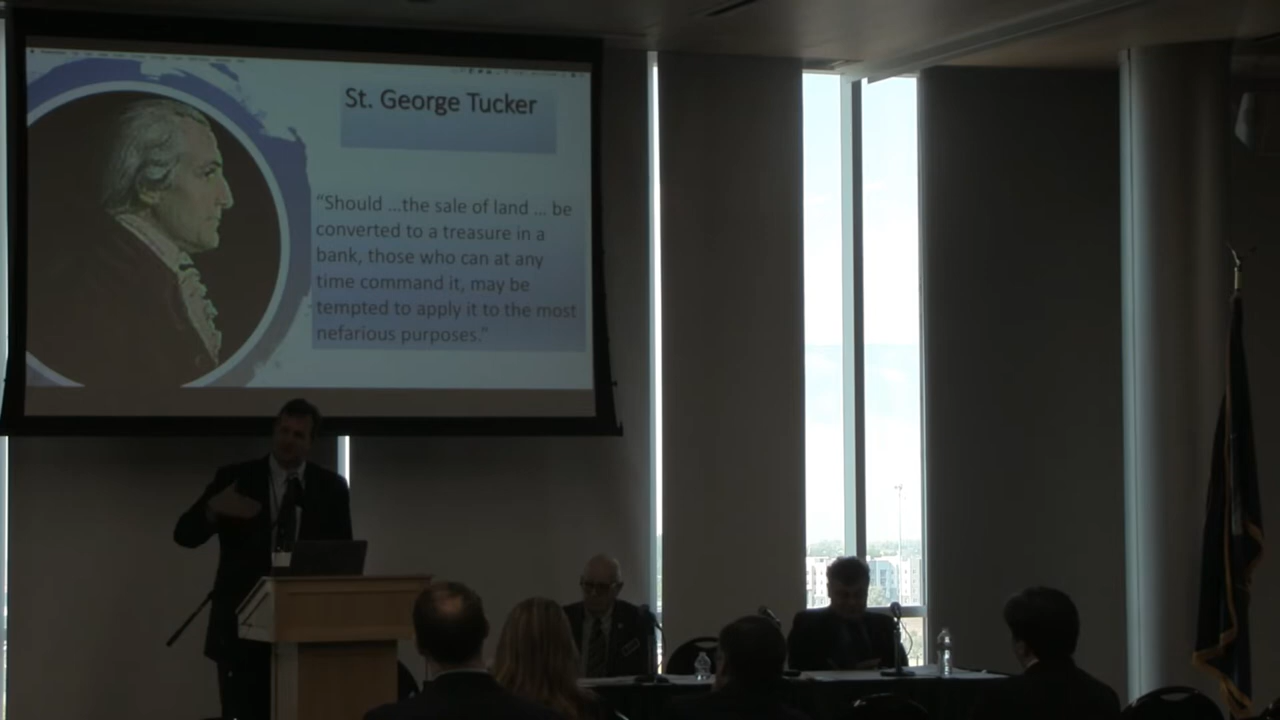 St. George Tucker
“Should ...the sale of land ... be
converted to a treasure in a
bank, those who can at any
time command it, may be
tempted to apply it to the most
nefarious purposes."